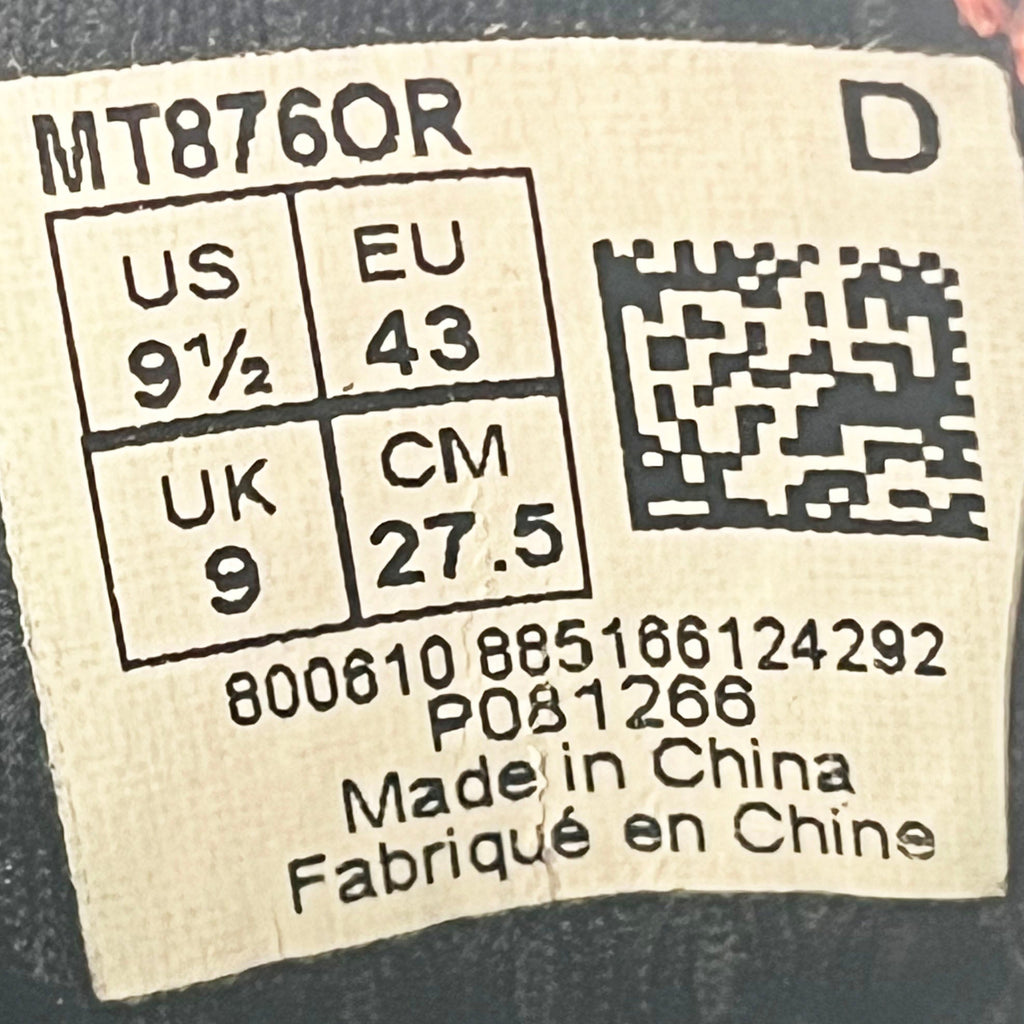 MT876OR D
US EU
9½ 43
UK CM
9 27.5
800610 885166124292
P081266
Made in China
Fabriqué en Chine